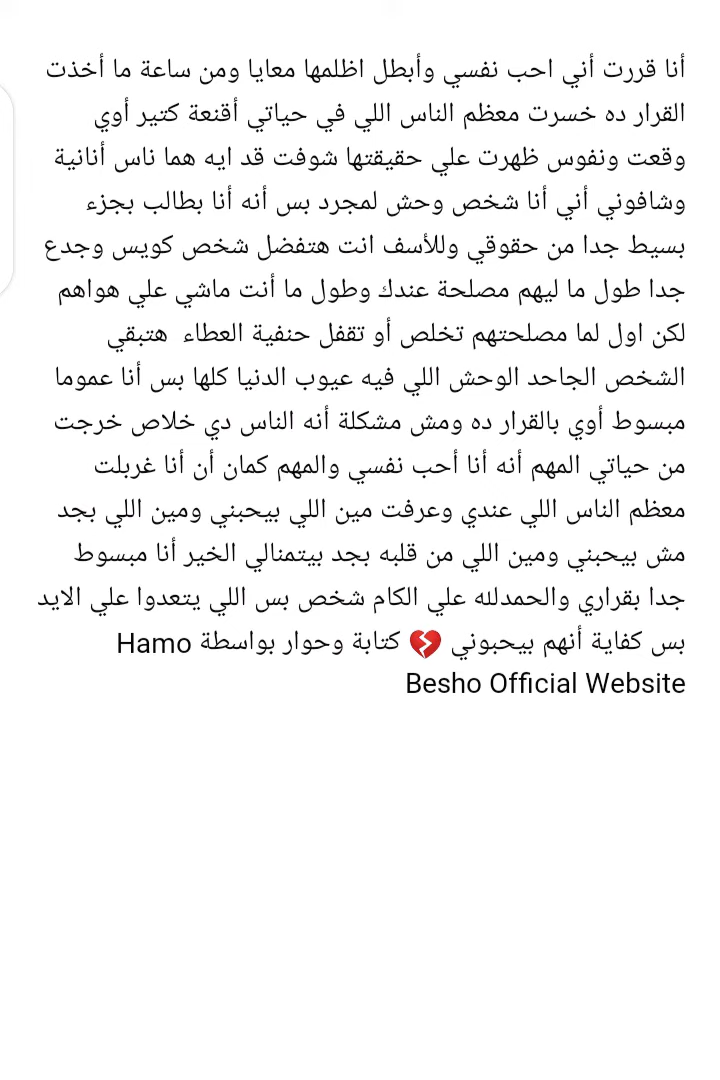 أنا قررت أني احب نفسي وأبطل اظلمها معايا ومن ساعة ما أخذت
القرار ده خسرت معظم الناس اللي في حياتي أقنعة كتير أوي
وقعت ونفوس ظهرت علي حقيقتها شوفت قد ايه هما ناس أنانية
وشافوني أني أنا شخص وحش لمجرد بس أنه أنا بطالب بجزء
بسيط جدا من حقوقي وللأسف انت هتفضل شخص كويس وجدع
جدا طول ما ليهم مصلحة عندك وطول ما أنت ماشي علي هواهم
لكن اول لما مصلحتهم تخلص أو تقفل حنفية العطاء هتبقي
الشخص الجاحد الوحش اللي فيه عيوب الدنيا كلها بس أنا عموما
مبسوط أوي بالقرار ده ومش مشكلة أنه الناس دي خلاص خرجت
من حياتي المهم أنه أنا أحب نفسي والمهم كمان أن أنا غربلت
معظم الناس اللي عندي وعرفت مين اللي بيحبني ومين اللي بجد
مش بيحبني ومين اللي من قلبه بجد بيتمنالي الخير أنا مبسوط
جدا بقراري والحمدلله علي الكام شخص بس اللي يتعدوا علي الايد
بس كفاية أنهم بيحبوني 💔 كتابة وحوار بواسطة Hamo
Besho Official Website